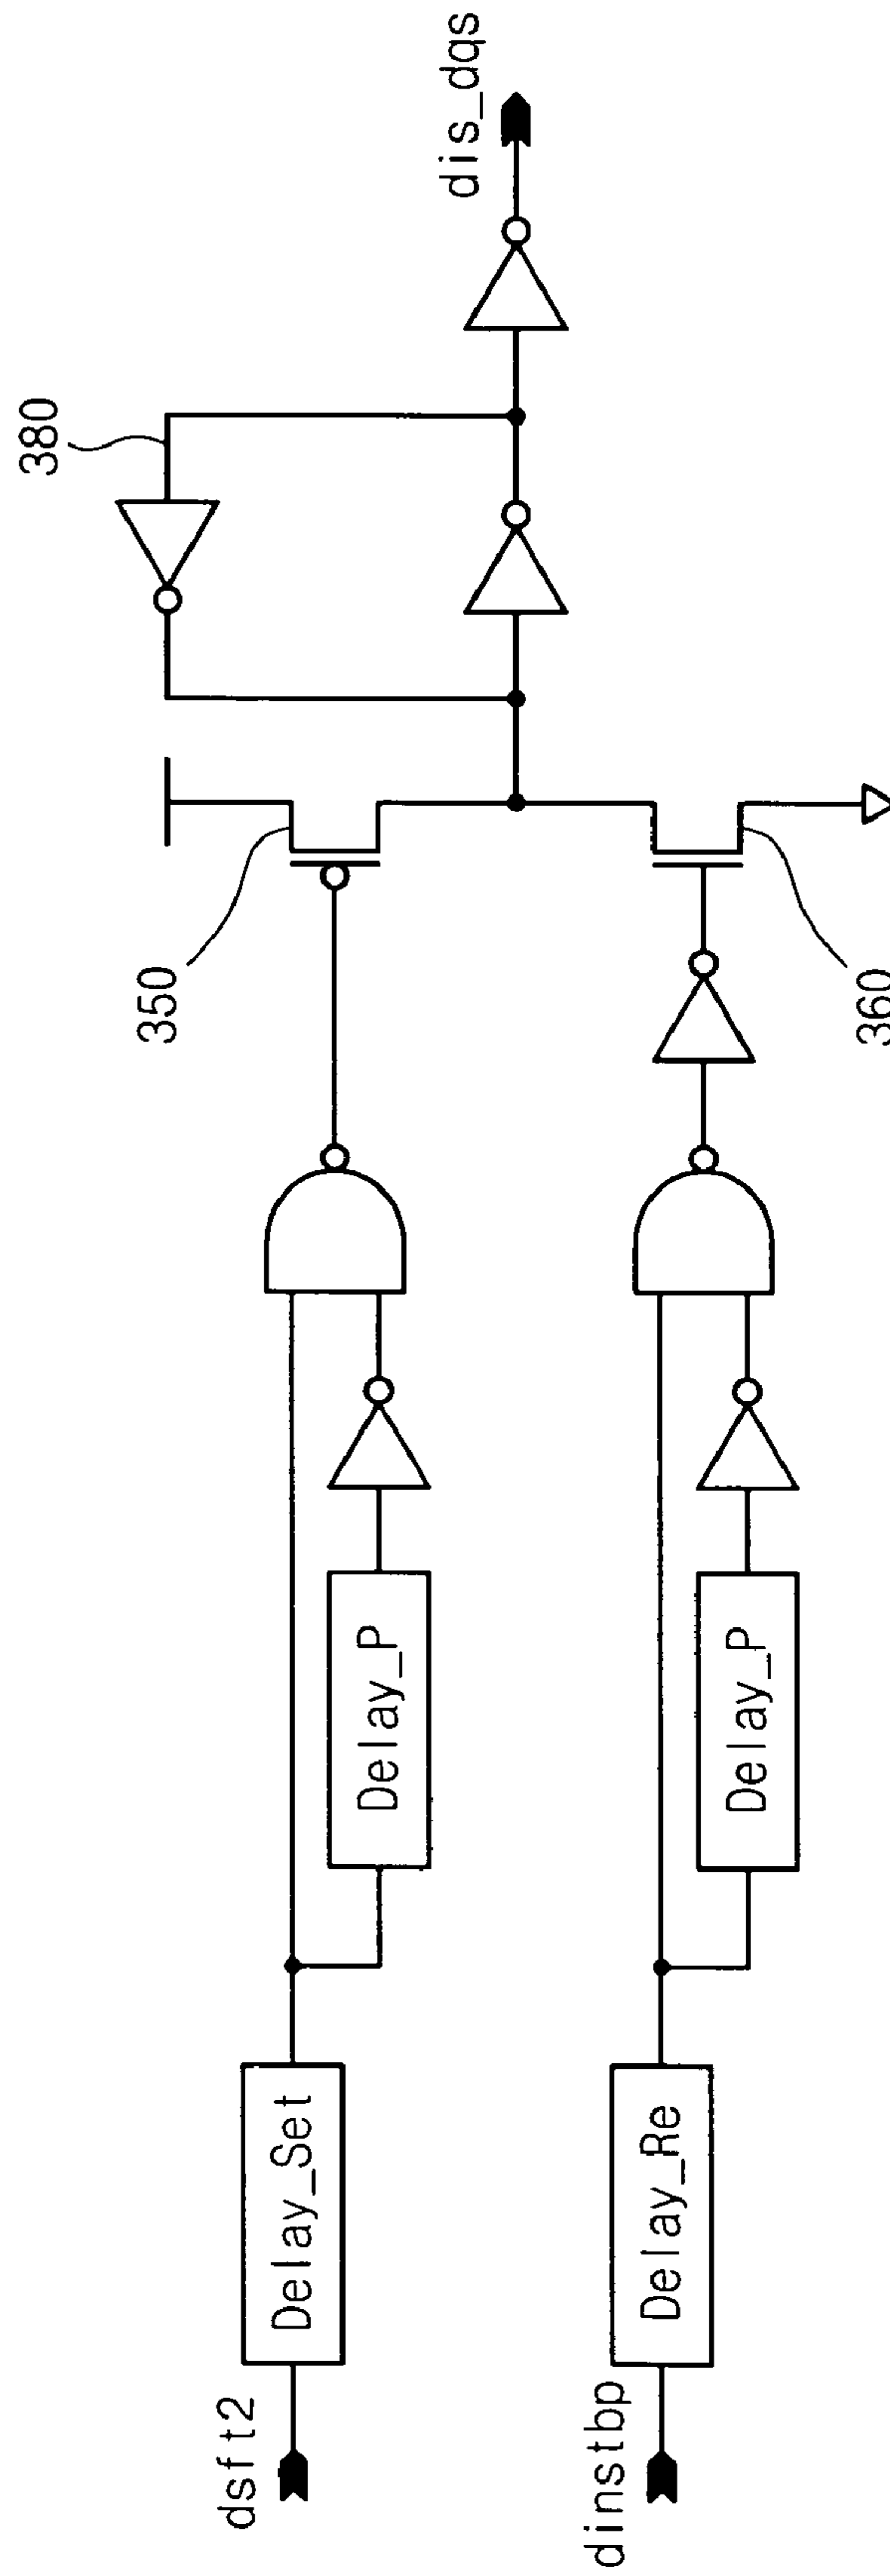 dsft2
Delay_Set
Delay_P
350
380
dis_dqs
dinstbp
Delay_Re
Delay_P
360